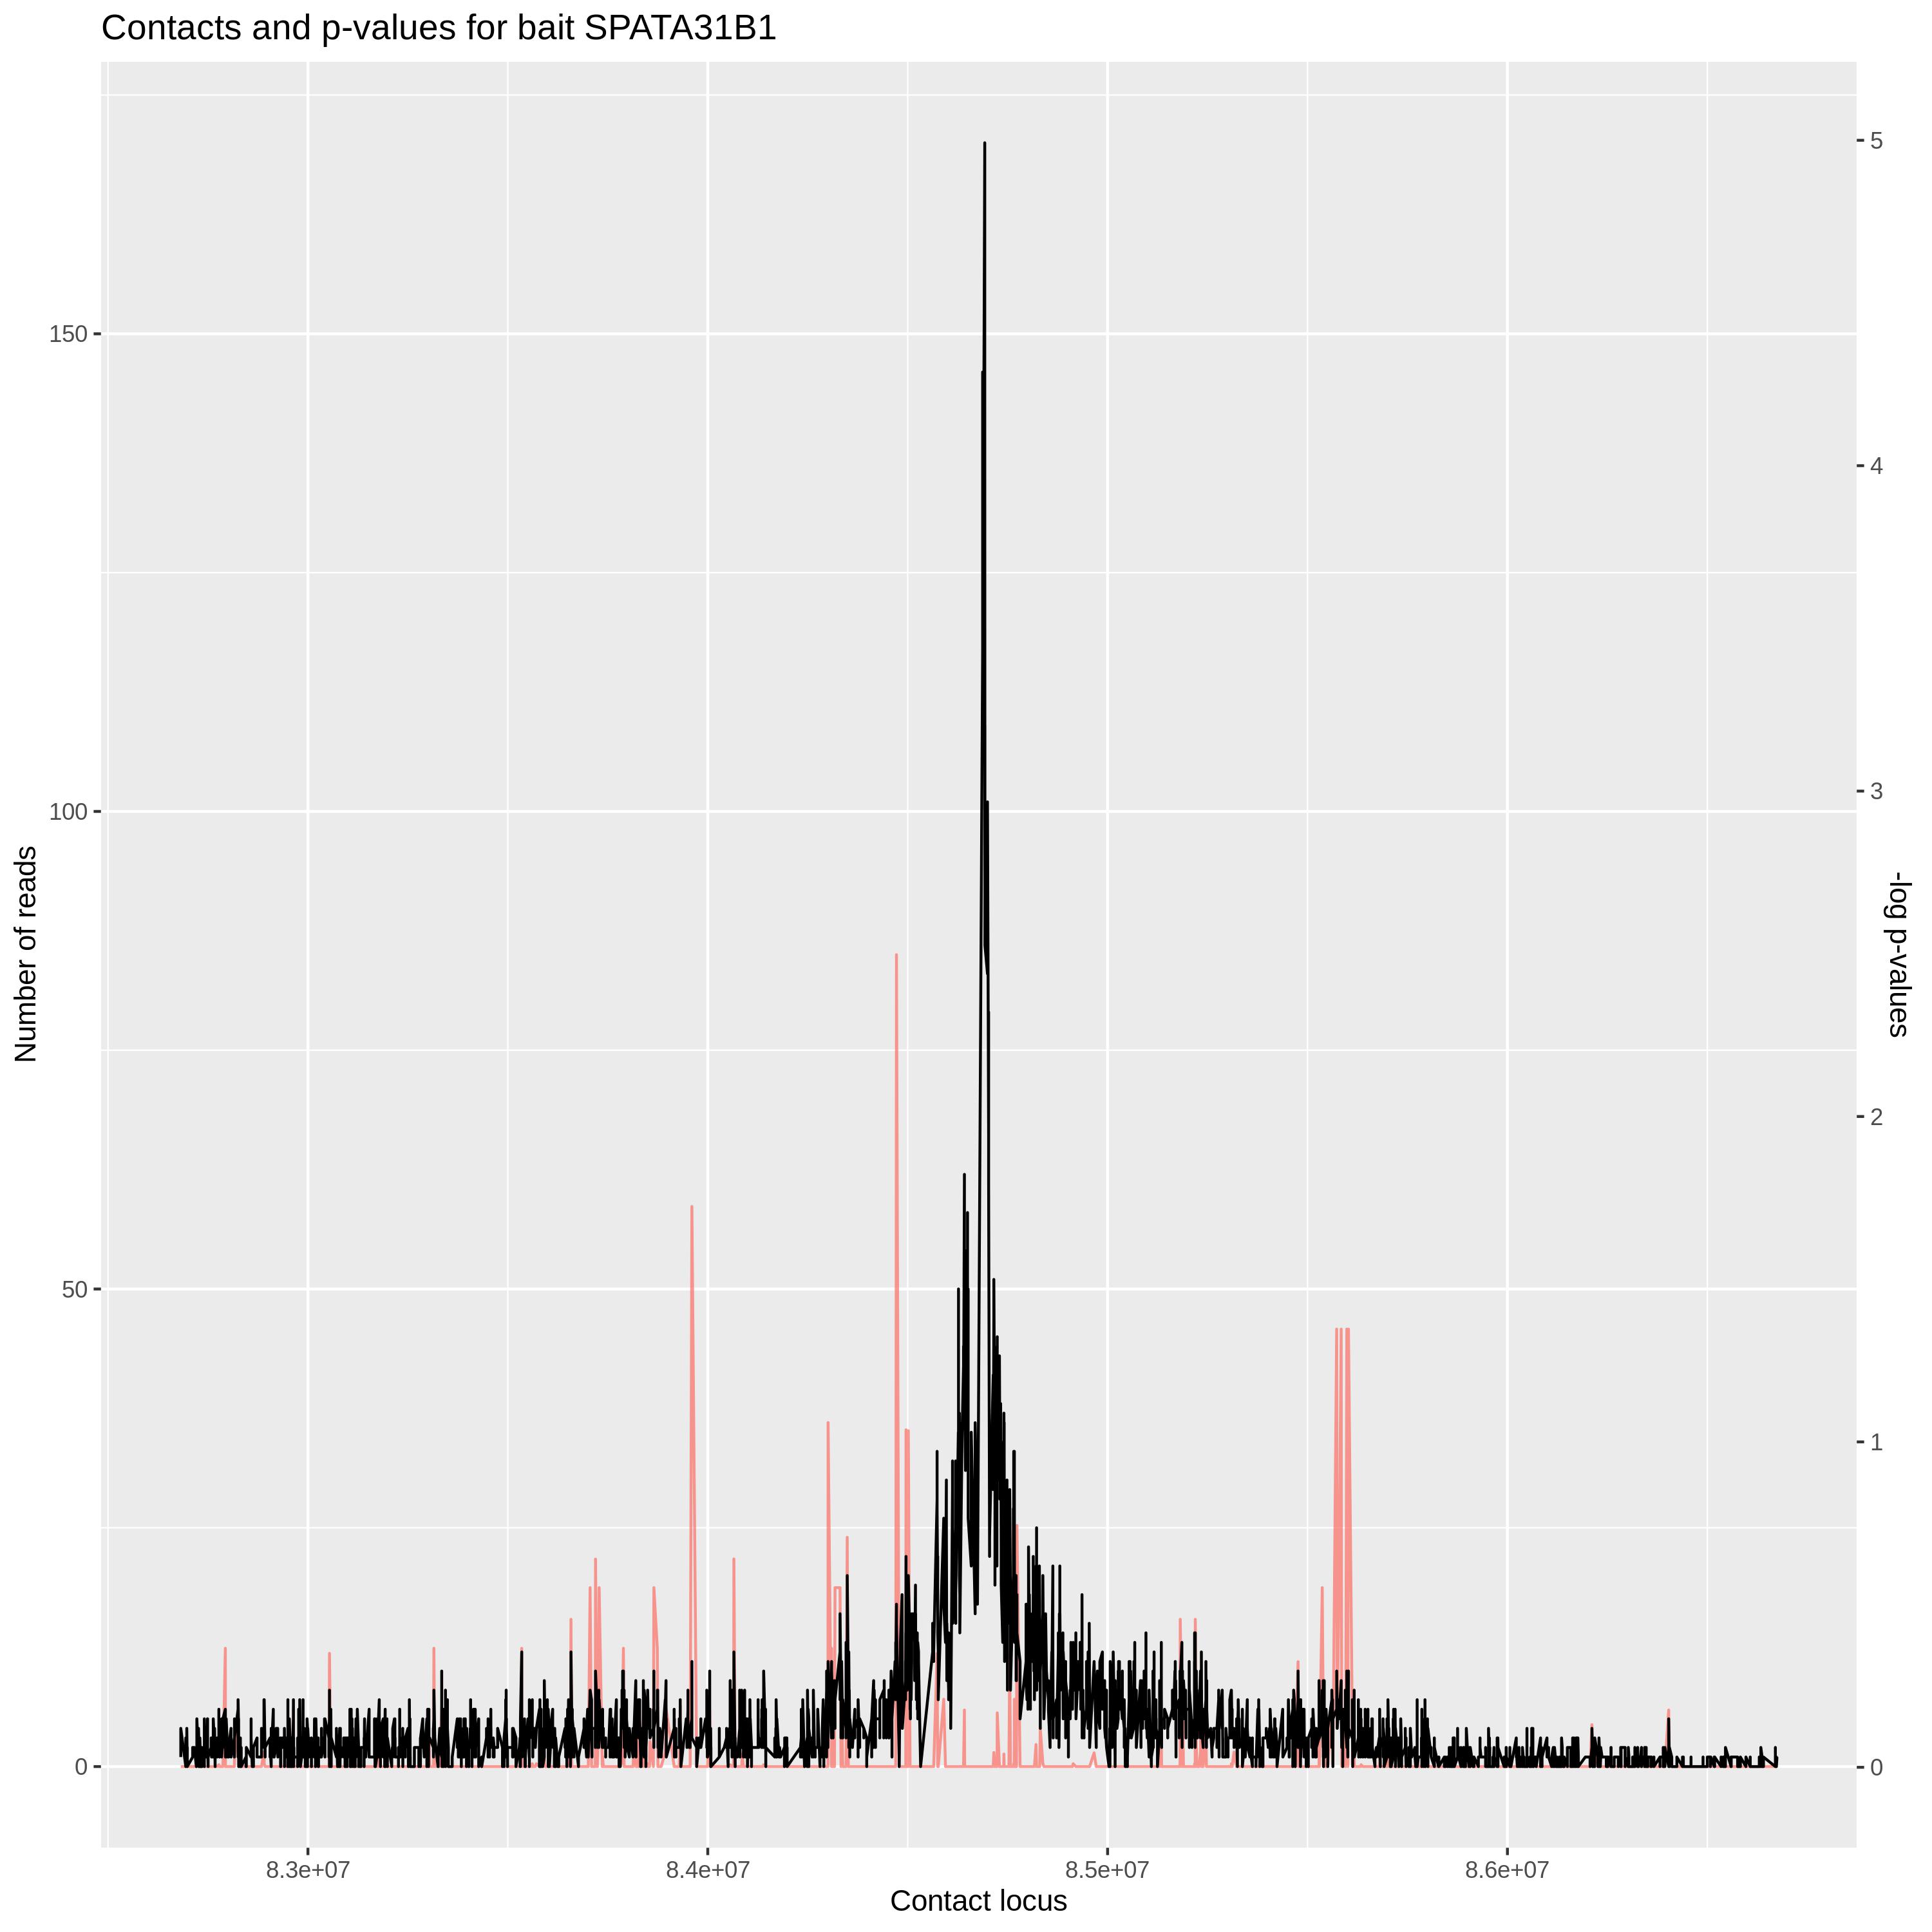 Contacts and p-values for bait SPATA31B1
Number of reads
150
100
50
0
5
4
3
2
1
0
-log p-values
8.3e+07 8.4e+07 8.5e+07 8.6e+07
Contact locus